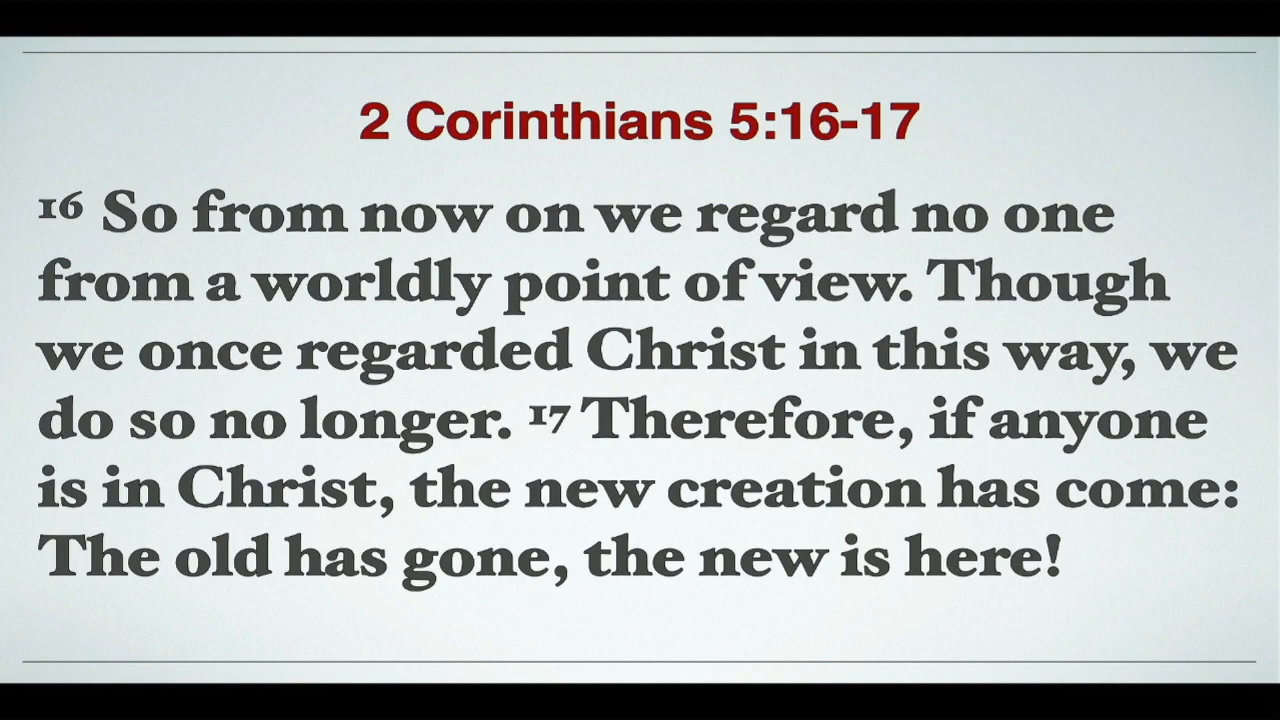 2 Corinthians 5:16-17
16 So from now on we regard no one
from a worldly point of view. Though
we once regarded Christ in this way, we
do so no longer. 17 Therefore, if anyone
is in Christ, the new creation has come:
The old has gone, the new is here!